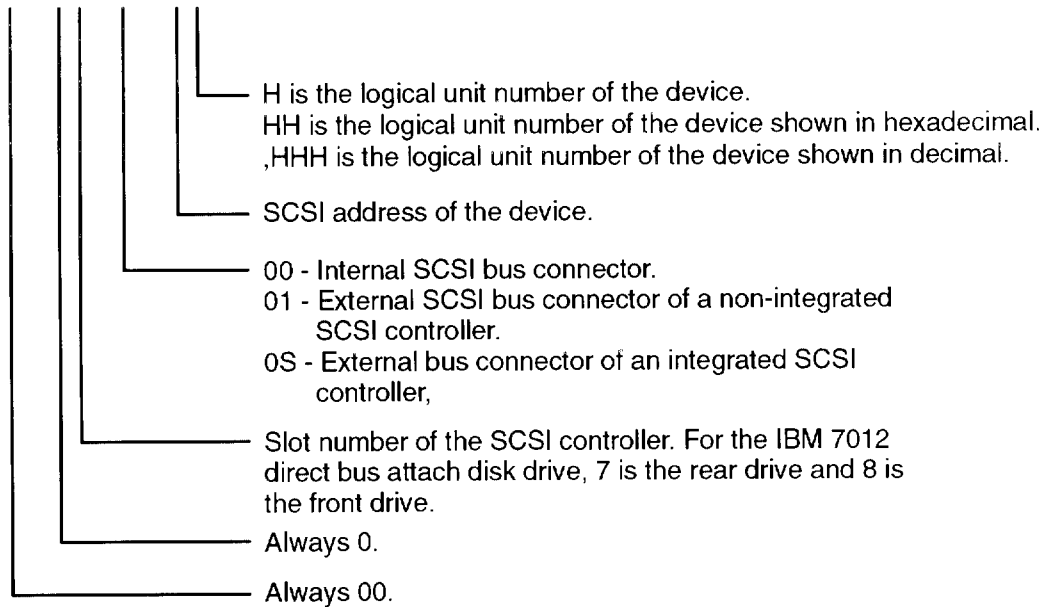 H is the logical unit number of the device.
HH is the logical unit number of the device shown in hexadecimal.
,HHH is the logical unit number of the device shown in decimal.
SCSI address of the device.
00 - Internal SCSI bus connector.
01 - External SCSI bus connector of a non-integrated
SCSI controller.
0S - External bus connector of an integrated SCSI
controller,
Slot number of the SCSI controller. For the IBM 7012
direct bus attach disk drive, 7 is the rear drive and 8 is
the front drive.
Always 0.
Always 00.